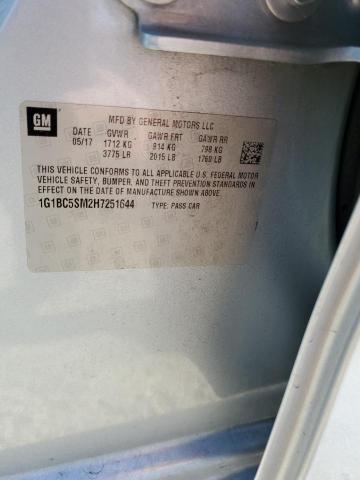 GM
MFD BY GENERAL MOTORS LLC
DATE GVWR GAWR FRT GAWR RR
05/17 1712 KG 914 KG 798 KG
3775 LB 2015 LB 1760 LB
THIS VEHICLE CONFORMS TO ALL APPLICABLE U.S. FEDERAL MOTOR
VEHICLE SAFETY, BUMPER, AND THEFT PREVENTION STANDARDS
IN EFFECT ON THE DATE OF MANUFACTURE SHOWN ABOVE.
1G1BC5SM2H7251644 TYPE: PASS CAR